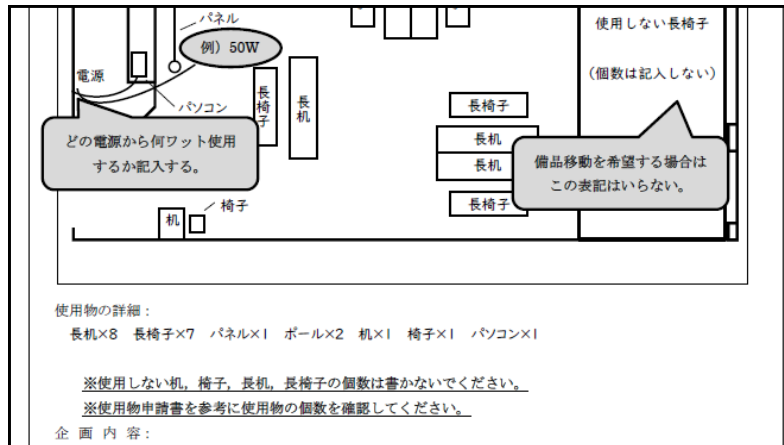 パネル
使用しない長椅子
例）50W
（個数は記入しない）
電源
パソコン
長椅子
長机
長椅子
長机
長机
長椅子
どの電源から何ワット使用
するか記入する。
備品移動を希望する場合は
この表記はいらない。
椅子
机
使用物の詳細：
長机×8　長椅子×7　パネル×1　ポール×2　机×1　椅子×1　パソコン×1
※使用しない机，椅子，長机，長椅子の個数は書かないでください。
※使用物申請書を参考に使用物の個数を確認してください。
企 画 内 容：